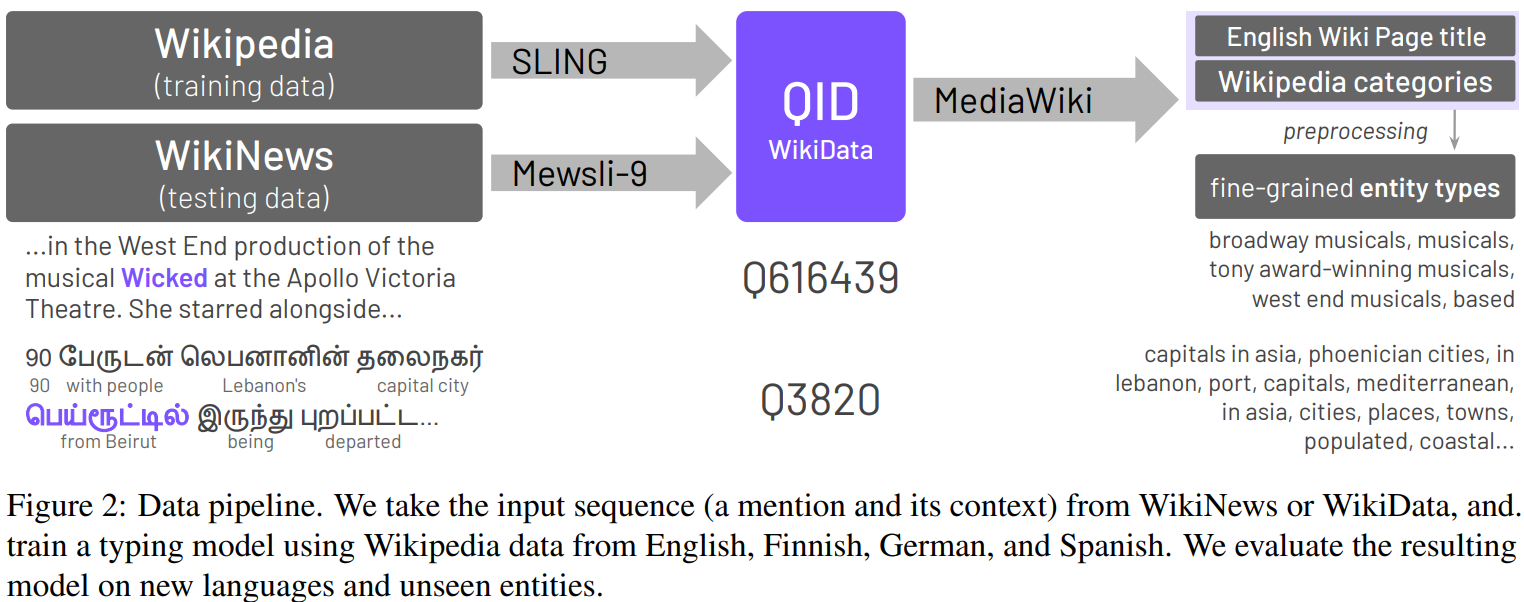 Wikipedia
(training data)
SLING
WikiNews
(testing data)
Mewsli-9
QID
WikiData
MediaWiki
English Wiki Page title
Wikipedia categories
preprocessing
fine-grained entity types
...in the West End production of the
musical Wicked at the Apollo Victoria
Theatre. She starred alongside...
Q616439
broadway musicals, musicals,
tony award-winning musicals,
west end musicals, based
90 பேருடன் லெபனானின் தலைநகர்
90 with people Lebanon's capital city
பெய்ரூட்டில் இருந்து புறப்பட்ட...
from Beirut being departed
Q3820
capitals in asia, phoenician cities, in
lebanon, port, capitals, mediterranean,
in asia, cities, places, towns,
populated, coastal...
Figure 2: Data pipeline. We take the input sequence (a mention and its context) from WikiNews or WikiData, and.
train a typing model using Wikipedia data from English, Finnish, German, and Spanish. We evaluate the resulting
model on new languages and unseen entities.